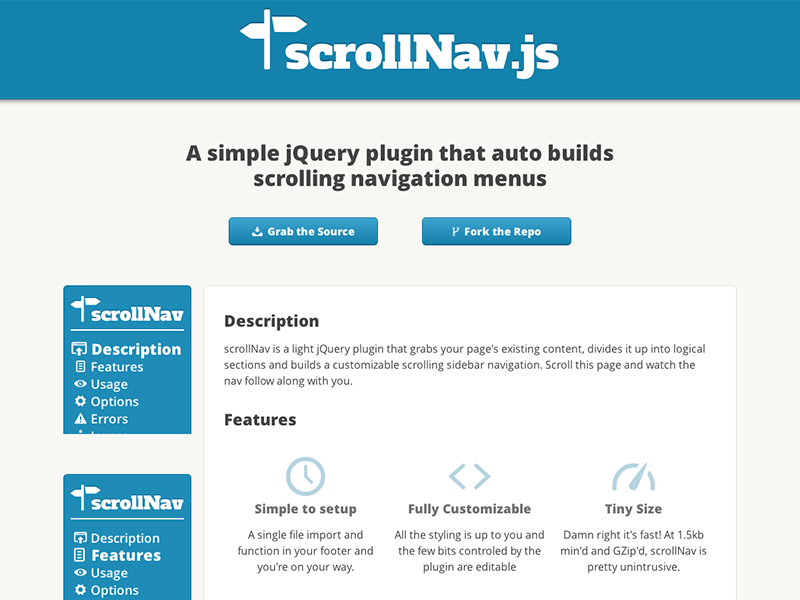 scrollNav.js
A simple jQuery plugin that auto builds
scrolling navigation menus
Grab the Source
Fork the Repo
scrollNav
Description
Features
Usage
Options
Errors
scrollNav
Description
Features
Usage
Options
Description
scrollNav is a light jQuery plugin that grabs your page's existing content, divides it up into logical
sections and builds a customizable scrolling sidebar navigation. Scroll this page and watch the
nav follow along with you.
Features
Simple to setup
A single file import and
function in your footer and
you're on your way.
Fully Customizable
All the styling is up to you and
the few bits controled by the
plugin are editable
Tiny Size
Damn right it's fast! At 1.5kb
min'd and GZip'd, scrollNav is
pretty unintrusive.